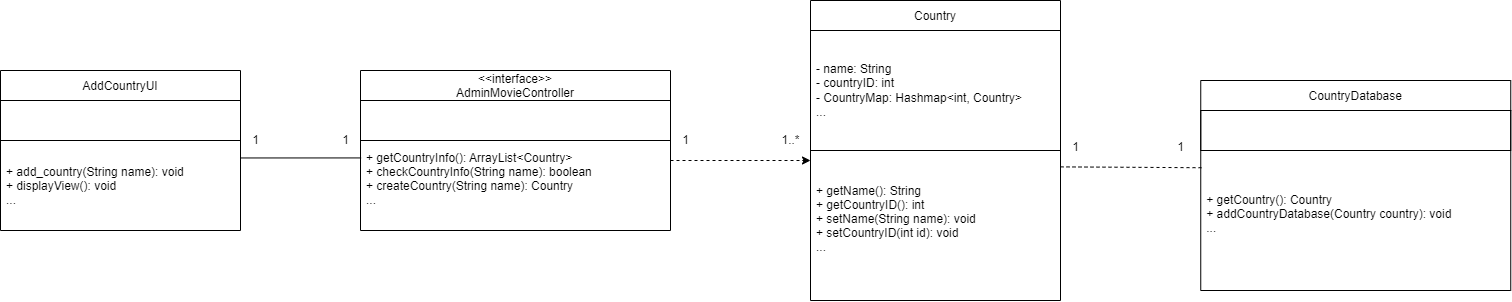 AddCountryUI
+ add_country(String name): void
+ displayView(): void
...
1
1
<<interface>>
AdminMovieController
+ getCountryInfo(): ArrayList<Country>
+ checkCountryInfo(String name): boolean
+ createCountry(String name): Country
...
1
1..*
Country
- name: String
- countryID: int
- CountryMap: Hashmap<int, Country>
...
+ getName(): String
+ getCountryID(): int
+ setName(String name): void
+ setCountryID(int id): void
...
1
1
CountryDatabase
+ getCountry(): Country
+ addCountryDatabase(Country country): void
...